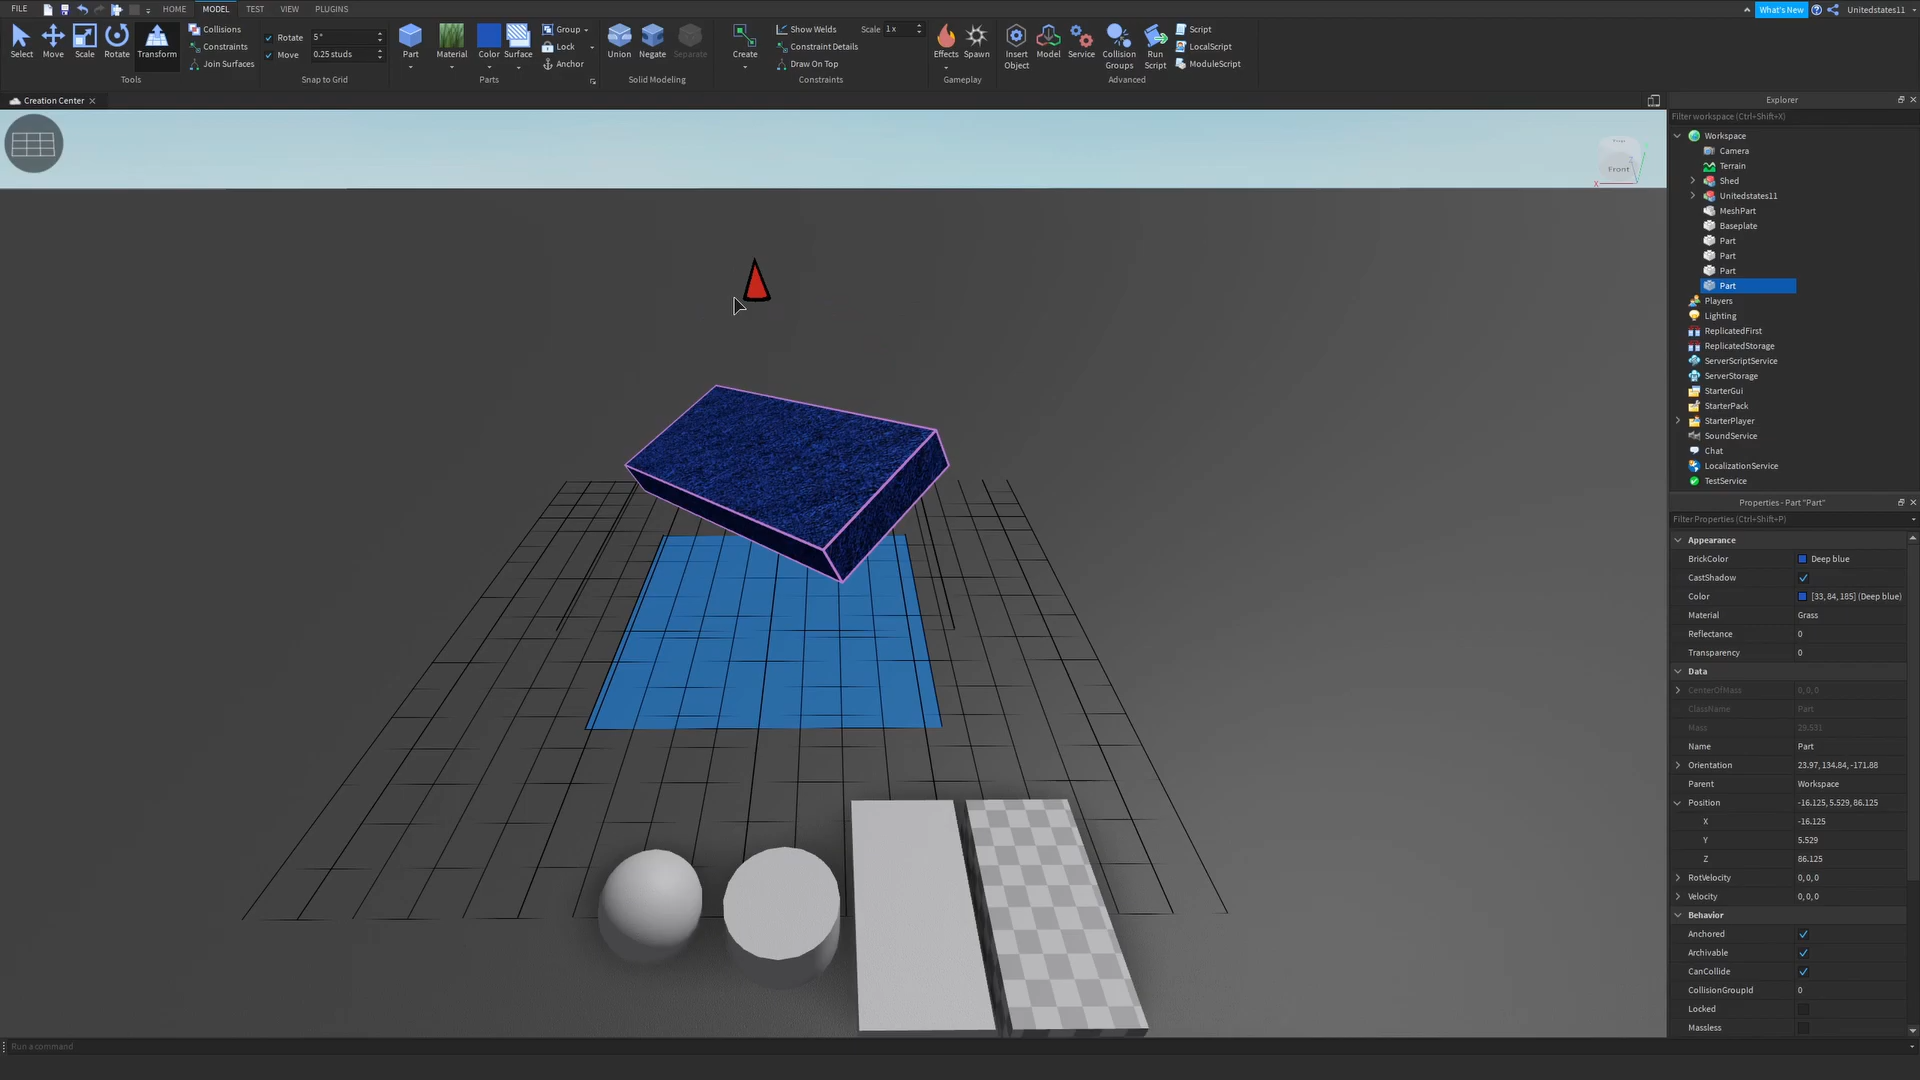 FILE HOME MODEL TEST VIEW PLUGINS What's New Unitedstates11
Select Move Scale Rotate Transform
Collisions
Constraints
Join Surfaces
Tools
Rotate 5°
Move 0.25 studs
Snap to Grid
Part Material Color Surface
Group
Lock
Anchor
Parts
Union Negate Separate
Solid Modeling
Create
Show Welds Scale 1 x
Constraint Details
Draw On Top
Constraints
Effects Spawn
Gameplay
Insert Object Model Service Collision Groups Run Script
Script
LocalScript
ModuleScript
Advanced
Creation Center
Front
Explorer
Filter workspace (Ctrl+Shift+X)
Workspace
Camera
Terrain
Shed
Unitedstates11
MeshPart
Baseplate
Part
Part
Part
Part
Players
Lighting
ReplicatedFirst
ReplicatedStorage
ServerScriptService
ServerStorage
StarterGui
StarterPack
StarterPlayer
SoundService
Chat
LocalizationService
TestService
Properties - Part "Part"
Filter Properties (Ctrl+Shift+P)
Appearance
BrickColor Deep blue
CastShadow
Color [33, 84, 185] (Deep blue)
Material Grass
Reflectance 0
Transparency 0
Data
CenterOfMass 0, 0, 0
ClassName Part
Mass 29.531
Name Part
Orientation 23.97, 134.84, -171.88
Parent Workspace
Position -16.125, 5.529, 86.125
X -16.125
Y 5.529
Z 86.125
RotVelocity 0, 0, 0
Velocity 0, 0, 0
Behavior
Anchored
Archivable
CanCollide
CollisionGroupId 0
Locked
Massless
Run a command